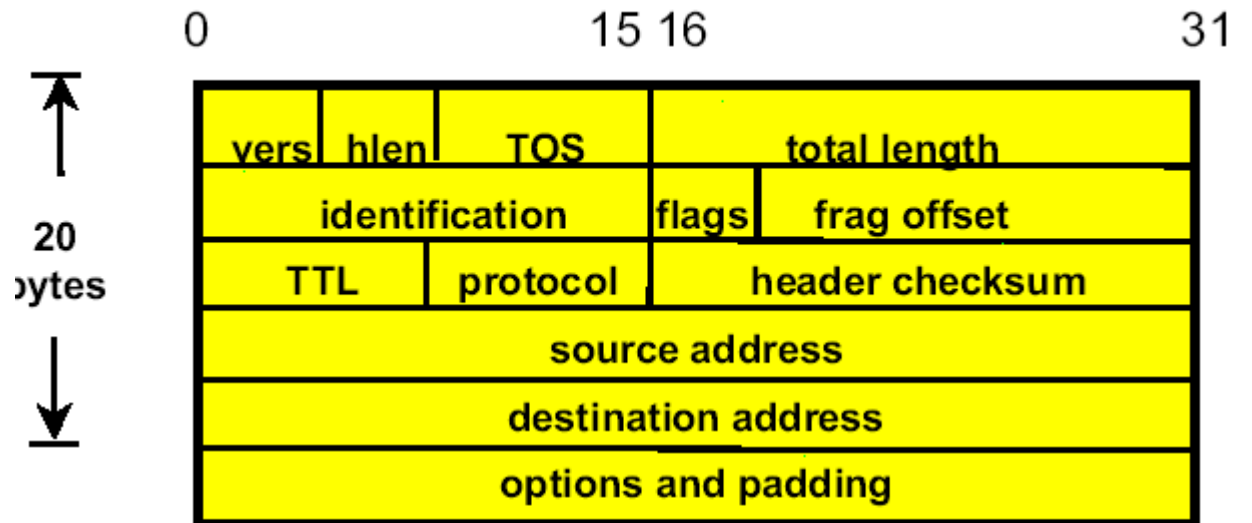 0 15 16 31
vers hlen TOS total length
identification flags frag offset
20
bytes
TTL protocol header checksum
source address
destination address
options and padding